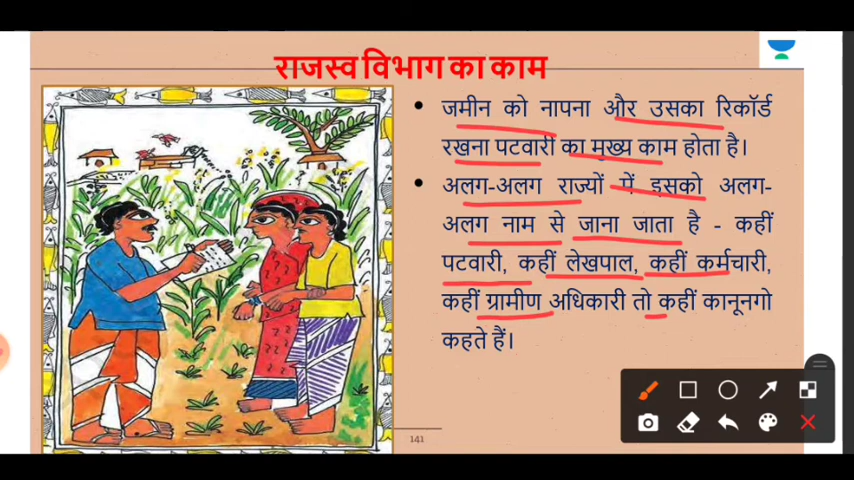 राजस्व विभाग का काम
जमीन को नापना और उसका रिकॉर्ड
रखना पटवारी का मुख्य काम होता है।
अलग-अलग राज्यों में इसको अलग-
अलग नाम से जाना जाता है - कहीं
पटवारी, कहीं लेखपाल, कहीं कर्मचारी,
कहीं ग्रामीण अधिकारी तो कहीं कानूनगो
कहते हैं।
141